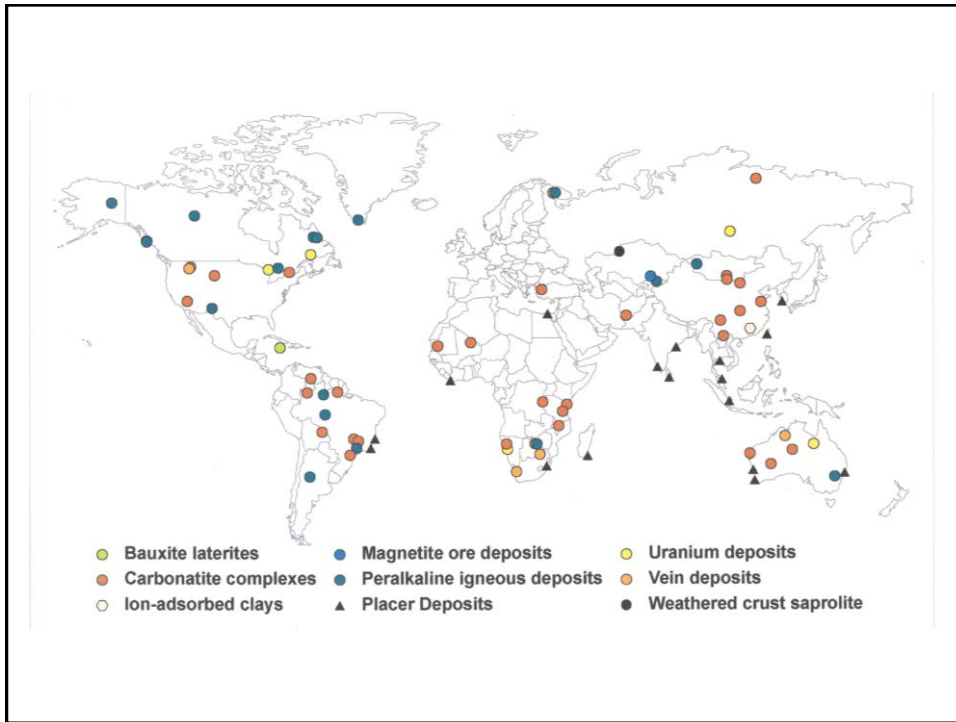 Bauxite laterites
Carbonatite complexes
Ion-adsorbed clays
Magnetite ore deposits
Peralkaline igneous deposits
Placer Deposits
Uranium deposits
Vein deposits
Weathered crust saprolite